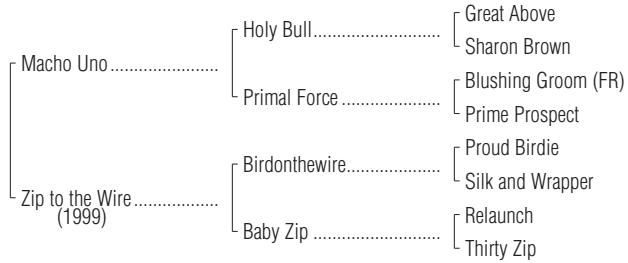 Great Above
Holy Bull
Sharon Brown
Macho Uno
Blushing Groom (FR)
Primal Force
Prime Prospect
Proud Birdie
Birdonthewire
Silk and Wrapper
Zip to the Wire
(1999)
Relaunch
Baby Zip
Thirty Zip